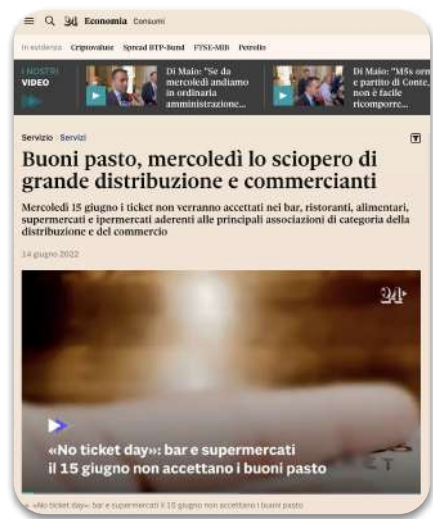 24 Economia Consumi
In evidenza Criptovalute Spread BTP-Bund FTSE-MIB Petrolio
I NOSTRI
VIDEO
Di Maio: "Se da
mercoledì andiamo
in ordinaria
amministrazione...
Di Maio: "M5s orm
e partito di Conte,
non è facile
ricomporre...
Servizio Servizi
Buoni pasto, mercoledì lo sciopero di
grande distribuzione e commercianti
Mercoledì 15 giugno i ticket non verranno accettati nei bar, ristoranti, alimentari,
supermercati e ipermercati aderenti alle principali associazioni di categoria della
distribuzione e del commercio
14 giugno 2022
24+
«No ticket day»: bar e supermercati
il 15 giugno non accettano i buoni pasto
«No ticket day»: bar e supermercati il 15 giugno non accettano i buoni pasto